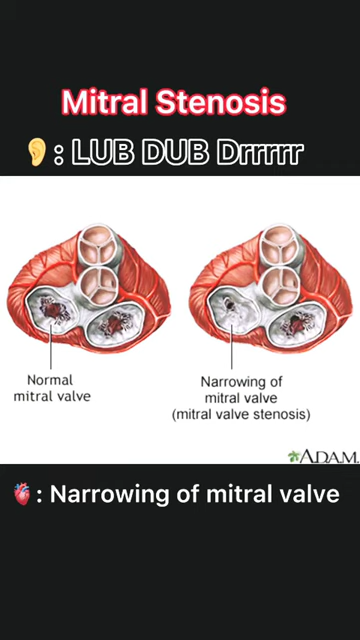 Mitral Stenosis
👂: LUB DUB Drrrrr
Normal
mitral valve
Narrowing of
mitral valve
(mitral valve stenosis)
ADAM.
🫀: Narrowing of mitral valve